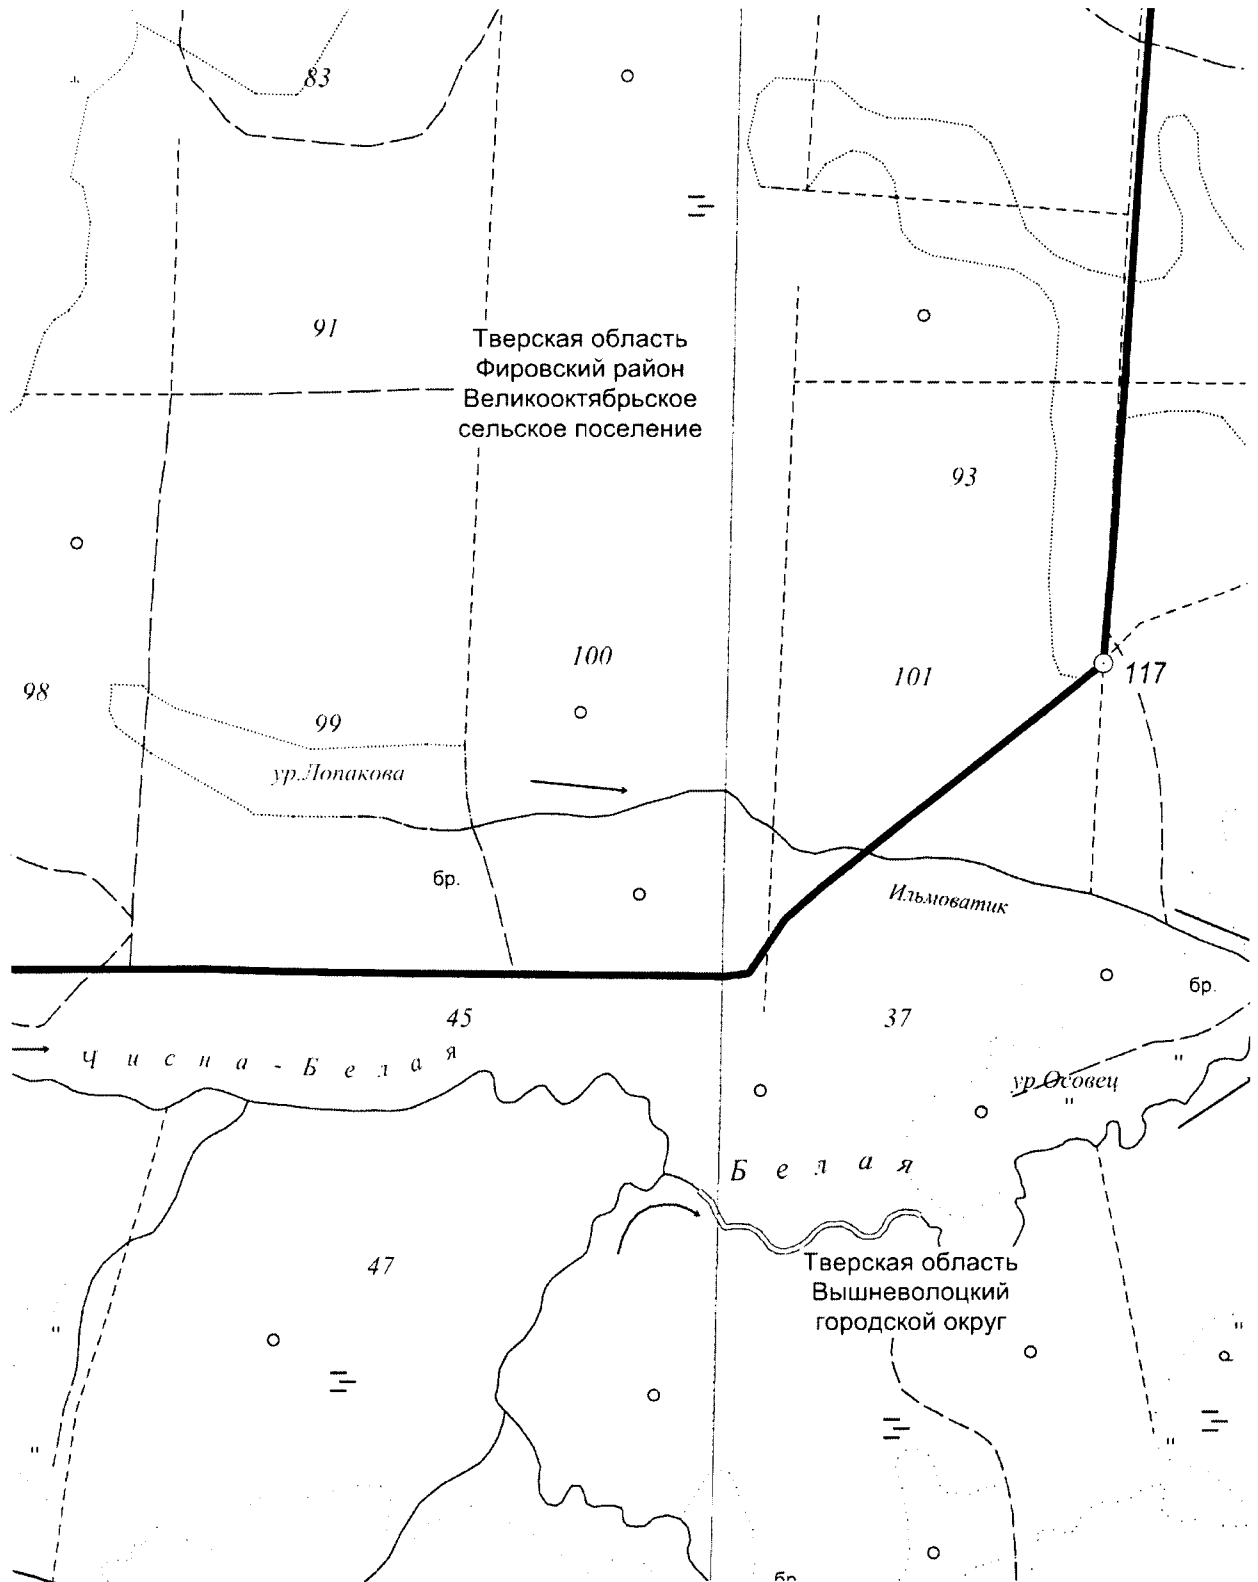 83
91
Тверская область
Фировский район
Великооктябрьское
сельское поселение
93
100
101
117
98
99
ур.Лопакова
бр.
Ильмоватик
бр.
45
37
Чисна-Белая
ур.Осовец
Белая
47
Тверская область
Вышневолоцкий
городской округ
бр.